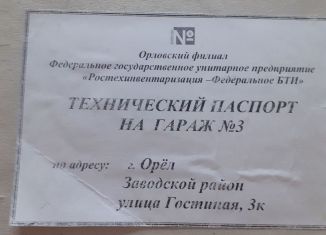 №
Орловский филиал
Федеральное государственное унитарное предприятие
«Ростехинвентаризация –Федеральное БТИ»
ТЕХНИЧЕСКИЙ ПАСПОРТ
НА ГАРАЖ №3
по адресу: г. Орёл
Заводской район
улица Гостиная, 3к